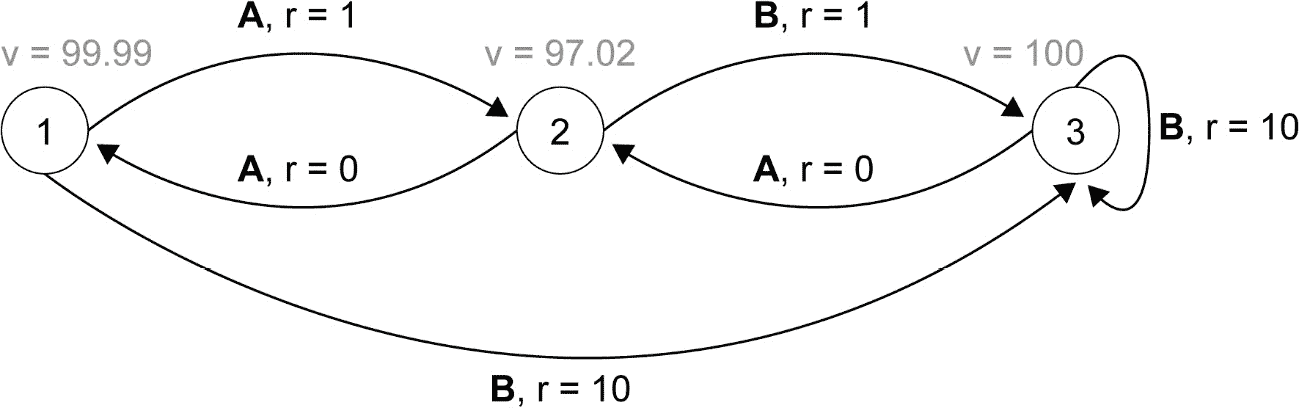 A, r = 1
B, r = 1
v = 99.99
v = 97.02
v = 100
1
2
3
B, r = 10
A, r = 0
A, r = 0
B, r = 10